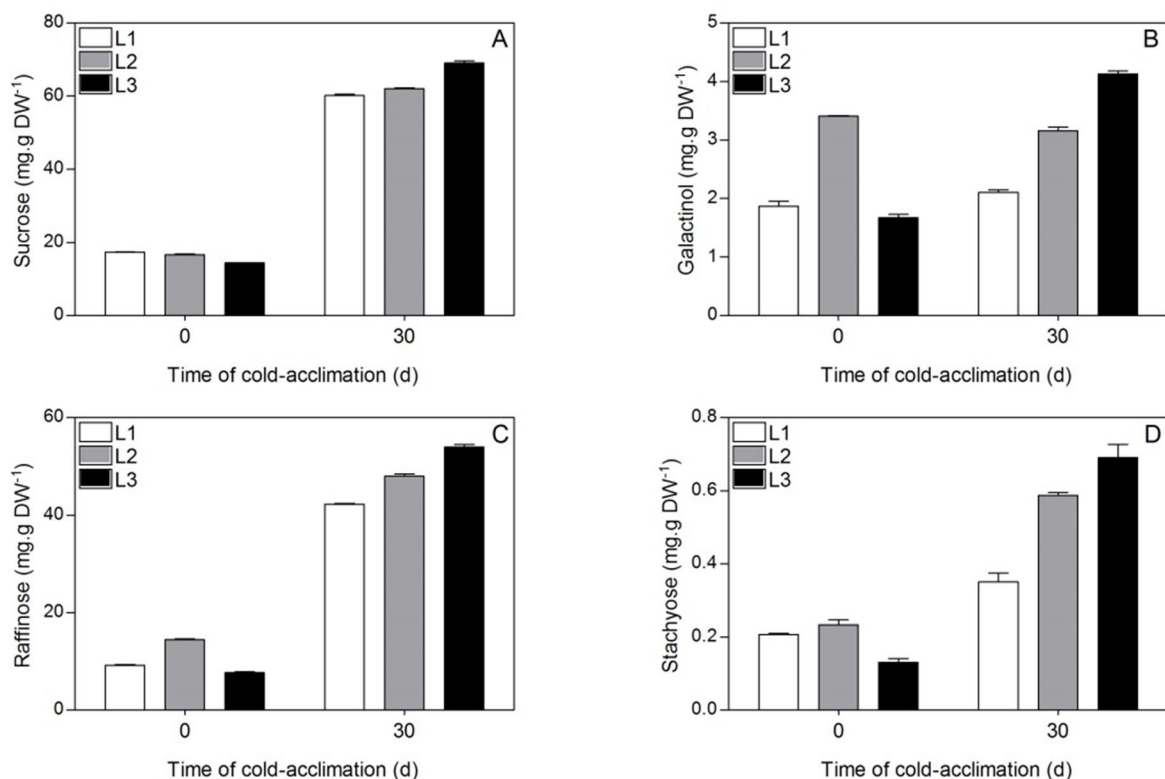 A
L1
L2
L3
80
60
40
20
0
Sucrose (mg.g DW⁻¹)
0 30
Time of cold-acclimation (d)
B
L1
L2
L3
5
4
3
2
1
0
Galactinol (mg.g DW⁻¹)
0 30
Time of cold-acclimation (d)
C
L1
L2
L3
60
40
20
0
Raffinose (mg.g DW⁻¹)
0 30
Time of cold-acclimation (d)
D
L1
L2
L3
0.8
0.6
0.4
0.2
0.0
Stachyose (mg.g DW⁻¹)
0 30
Time of cold-acclimation (d)